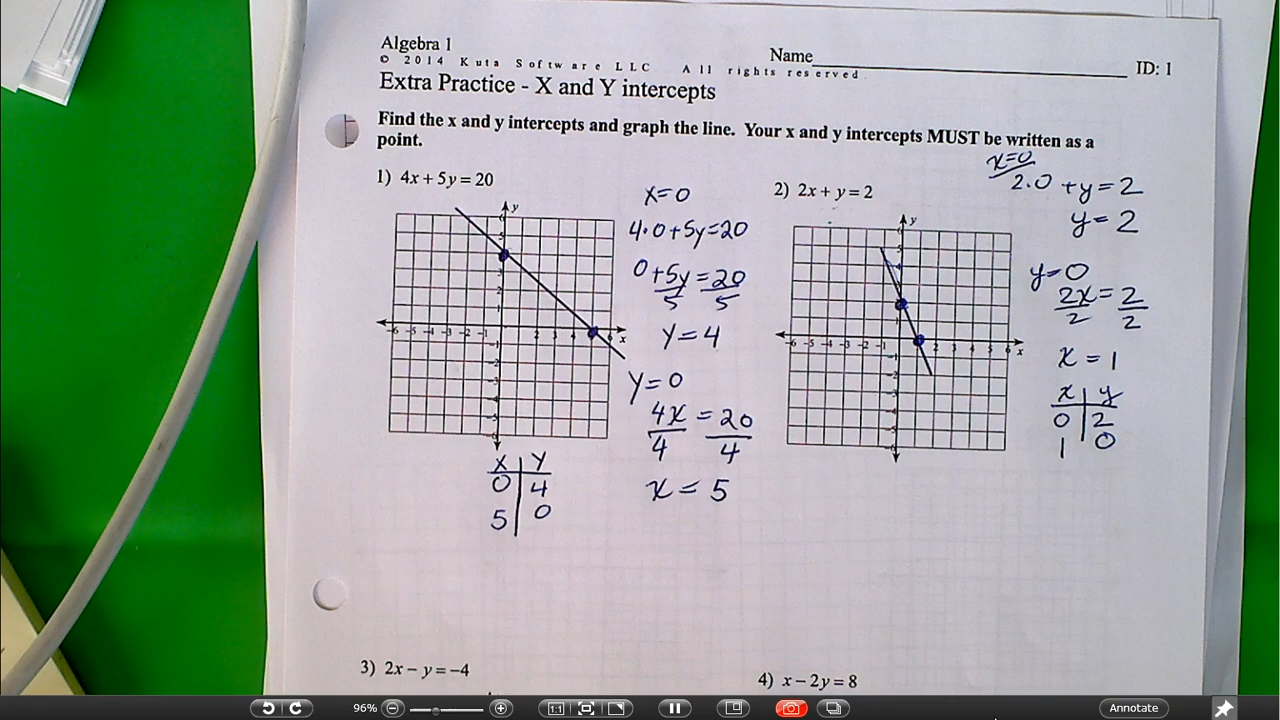 Algebra 1
Name
ID: 1
© 2014 Kuta Software LLC All rights reserved.
Extra Practice - X and Y intercepts
Find the x and y intercepts and graph the line. Your x and y intercepts MUST be written as a
point.
1) 4x + 5y = 20
x=0
4·0+5y=20
0+5y = 20
5 5
y=4
y=0
4x = 20
4 4
x = 5
X Y
0 4
5 0
2) 2x + y = 2
x=0
2·0 + y = 2
y = 2
y=0
2x = 2
2 2
x = 1
x y
0 2
1 0
3) 2x − y = −4
4) x − 2y = 8
96%
1:1
Annotate